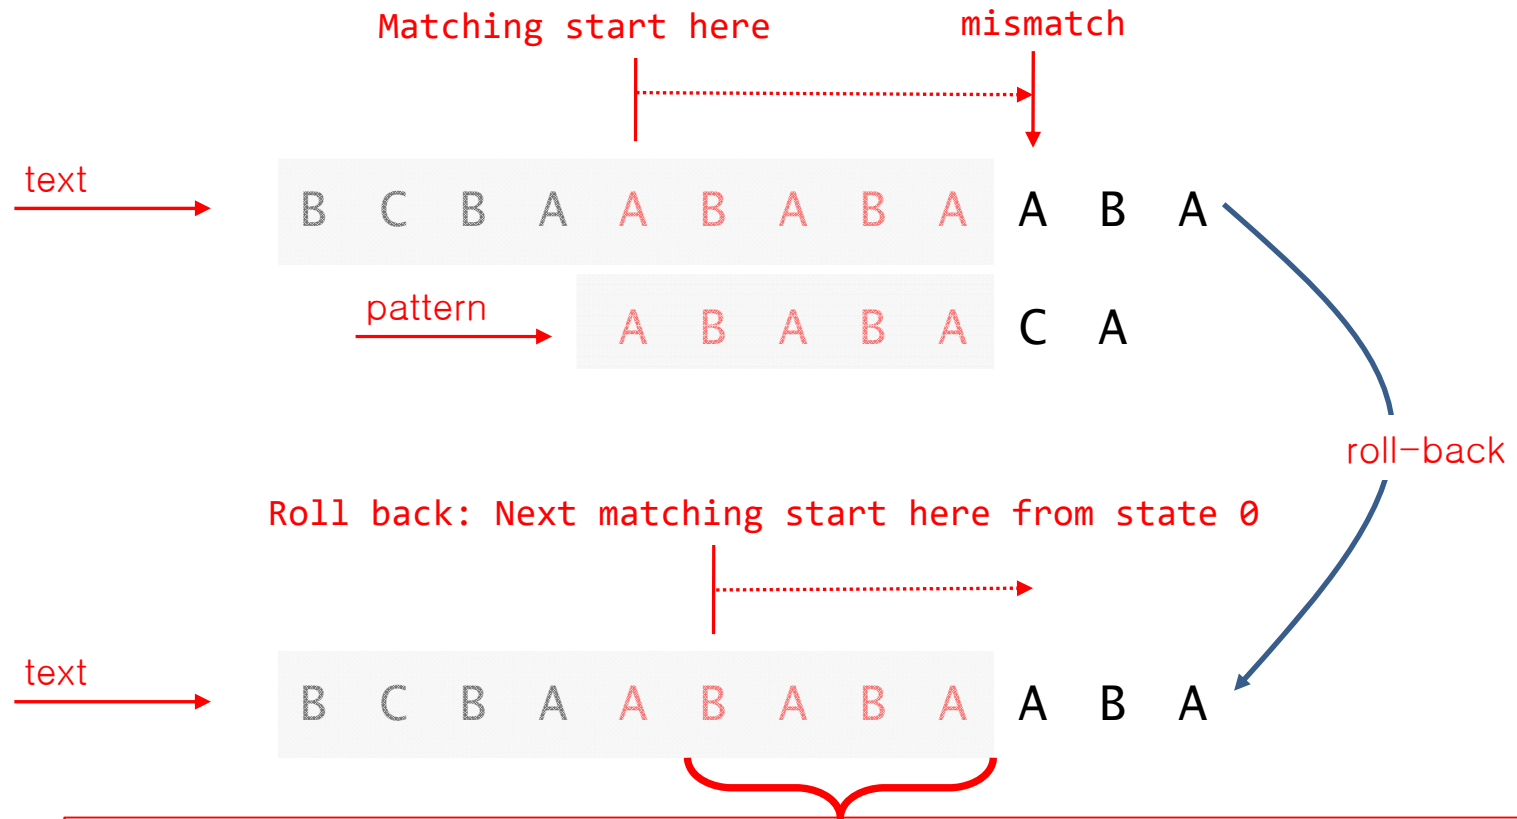 Matching start here mismatch
text
B C B A A B A B A A B A
pattern
A B A B A C A
roll-back
Roll back: Next matching start here from state 0
text
B C B A A B A B A A B A